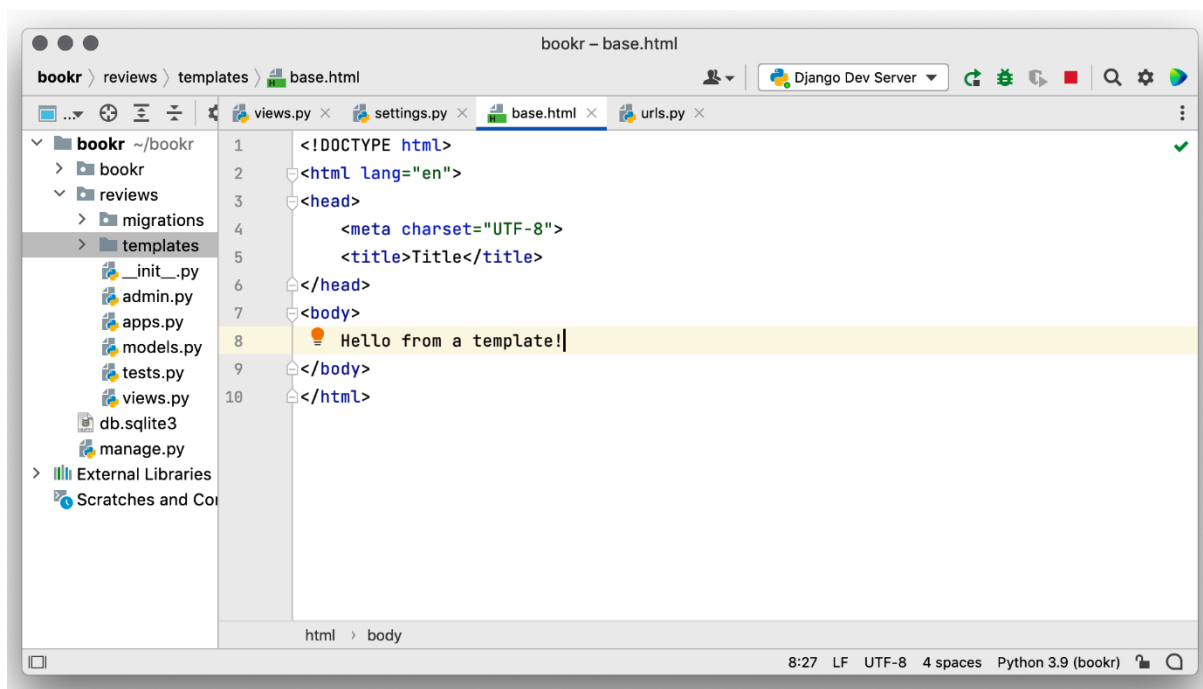 bookr – base.html
bookr reviews templates base.html
Django Dev Server
... views.py settings.py base.html urls.py
bookr ~/bookr
bookr
reviews
migrations
templates
__init__.py
admin.py
apps.py
models.py
tests.py
views.py
db.sqlite3
manage.py
External Libraries
Scratches and Co
1 <!DOCTYPE html>
2 <html lang="en">
3 <head>
4 <meta charset="UTF-8">
5 <title>Title</title>
6 </head>
7 <body>
8 Hello from a template!
9 </body>
10 </html>
html > body
8:27 LF UTF-8 4 spaces Python 3.9 (bookr)